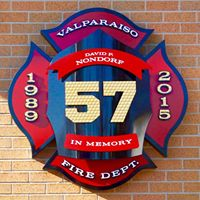 VALPARAISO
DAVID P.
NONDORF
1989
57
2015
IN MEMORY
FIRE DEPT.